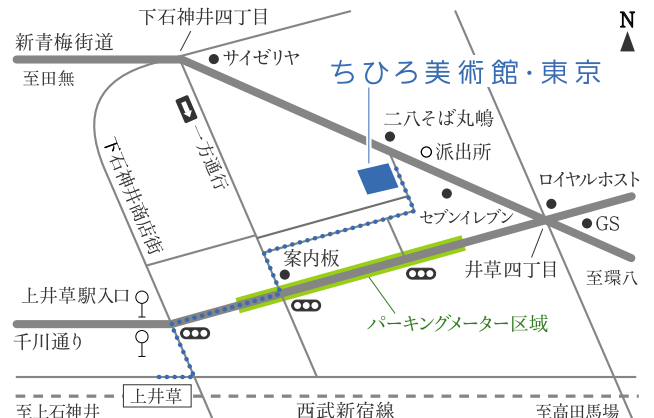 下石神井四丁目
N
新青梅街道
サイゼリヤ
至田無
ちひろ美術館・東京
二八そば丸嶋
派出所
一方通行
下石神井商店街
ロイヤルホスト
セブンイレブン
GS
案内板
井草四丁目
至環八
上井草駅入口
千川通り
パーキングメーター区域
上井草
至上石神井
西武新宿線
至高田馬場